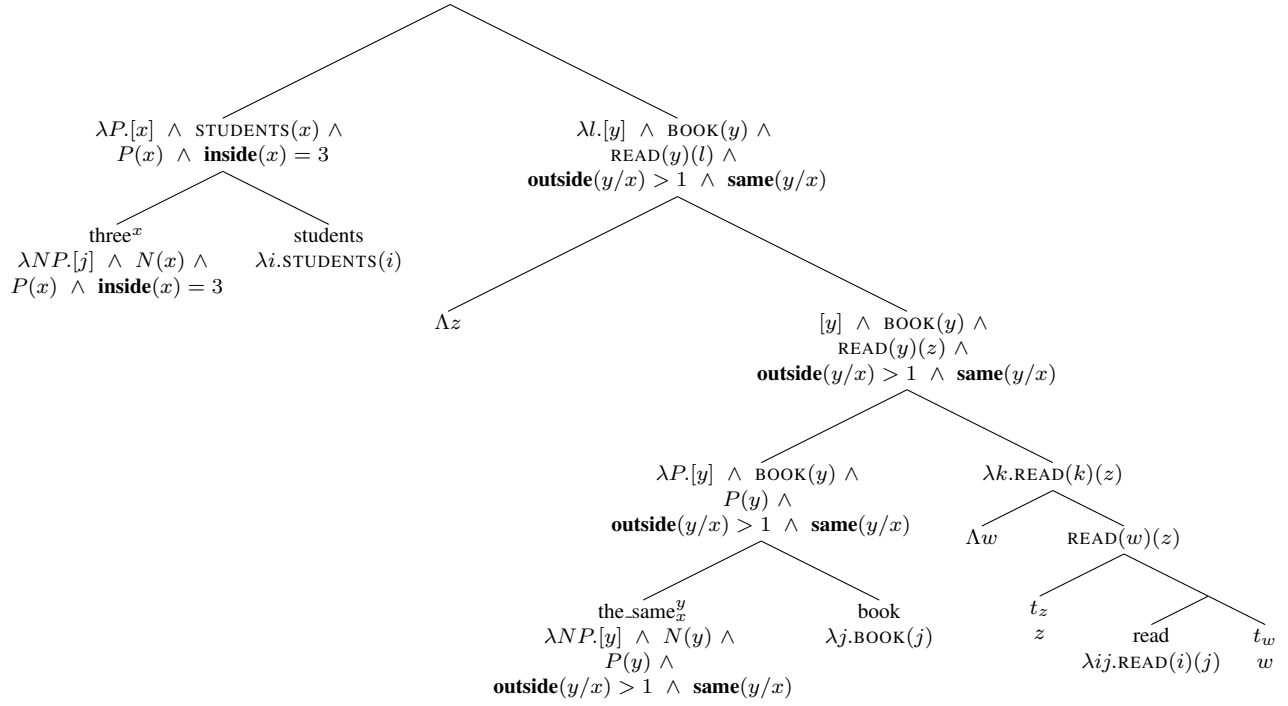 λP.[x] ∧ STUDENTS(x) ∧
P(x) ∧ inside(x) = 3
λl.[y] ∧ BOOK(y) ∧
READ(y)(l) ∧
outside(y/x) > 1 ∧ same(y/x)
three^x
λNP.[j] ∧ N(x) ∧
P(x) ∧ inside(x) = 3
students
λi.STUDENTS(i)
Λz
[y] ∧ BOOK(y) ∧
READ(y)(z) ∧
outside(y/x) > 1 ∧ same(y/x)
λP.[y] ∧ BOOK(y) ∧
P(y) ∧
outside(y/x) > 1 ∧ same(y/x)
λk.READ(k)(z)
Λw
READ(w)(z)
the_same^y_x
λNP.[y] ∧ N(y) ∧
P(y) ∧
outside(y/x) > 1 ∧ same(y/x)
book
λj.BOOK(j)
t_z
z
read
λij.READ(i)(j)
t_w
w